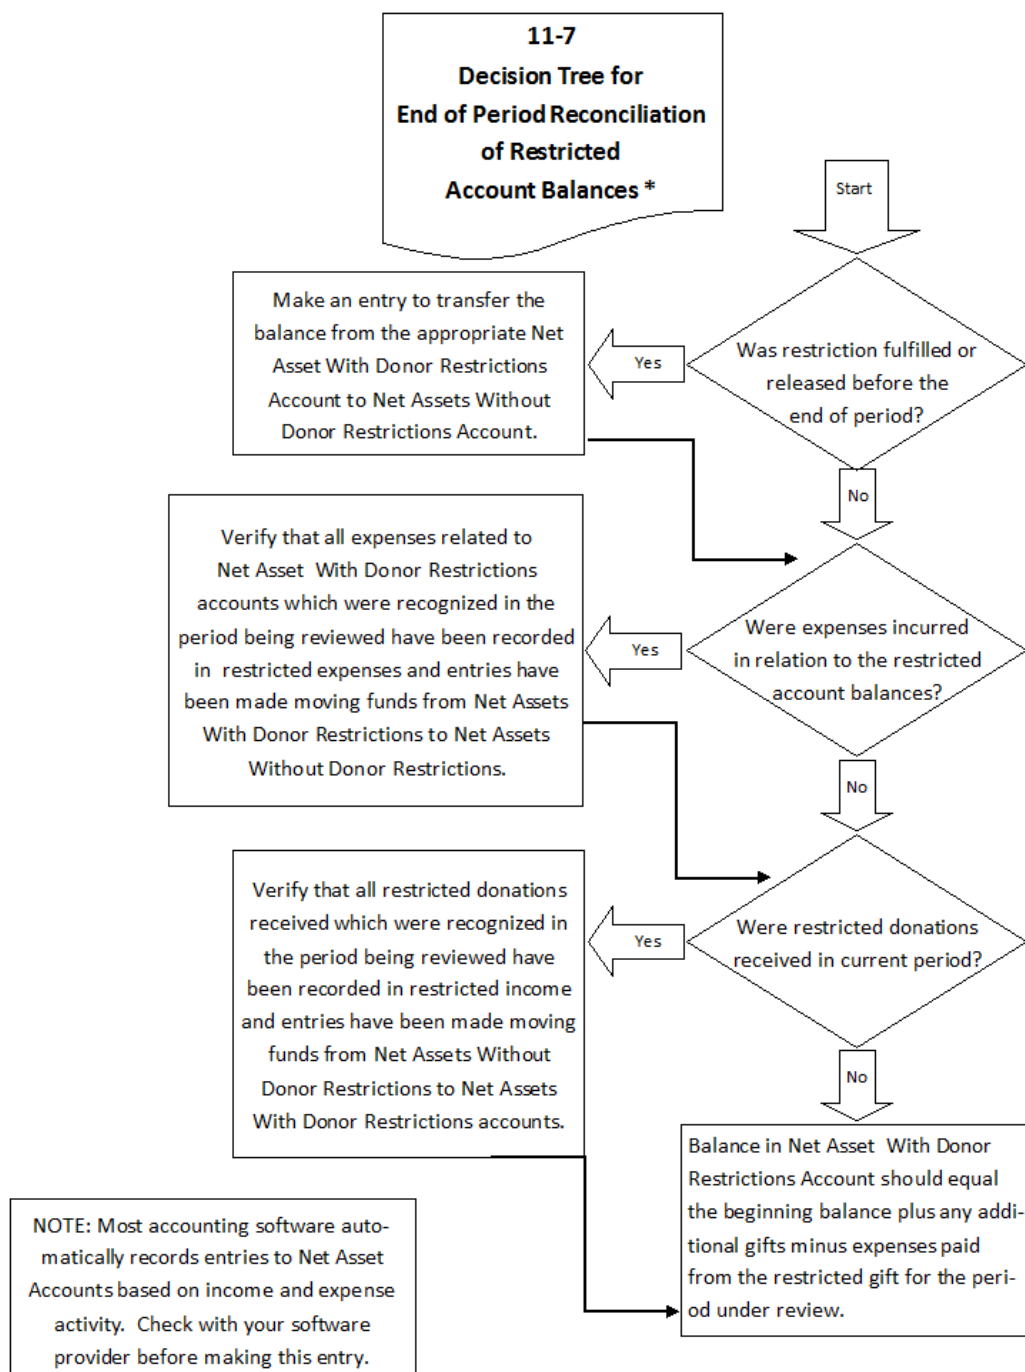 11-7
Decision Tree for
End of Period Reconciliation
of Restricted
Account Balances *
Start
Was restriction fulfilled or
released before the
end of period?
Yes
Make an entry to transfer the
balance from the appropriate Net
Asset With Donor Restrictions
Account to Net Assets Without
Donor Restrictions Account.
No
Were expenses incurred
in relation to the restricted
account balances?
Yes
Verify that all expenses related to
Net Asset With Donor Restrictions
accounts which were recognized in the
period being reviewed have been recorded
in restricted expenses and entries have
been made moving funds from Net Assets
With Donor Restrictions to Net Assets
Without Donor Restrictions.
No
Were restricted donations
received in current period?
Yes
Verify that all restricted donations
received which were recognized in
the period being reviewed have
been recorded in restricted income
and entries have been made moving
funds from Net Assets Without
Donor Restrictions to Net Assets
With Donor Restrictions accounts.
No
Balance in Net Asset With Donor
Restrictions Account should equal
the beginning balance plus any addi-
tional gifts minus expenses paid
from the restricted gift for the peri-
od under review.
NOTE: Most accounting software auto-
matically records entries to Net Asset
Accounts based on income and expense
activity. Check with your software
provider before making this entry.